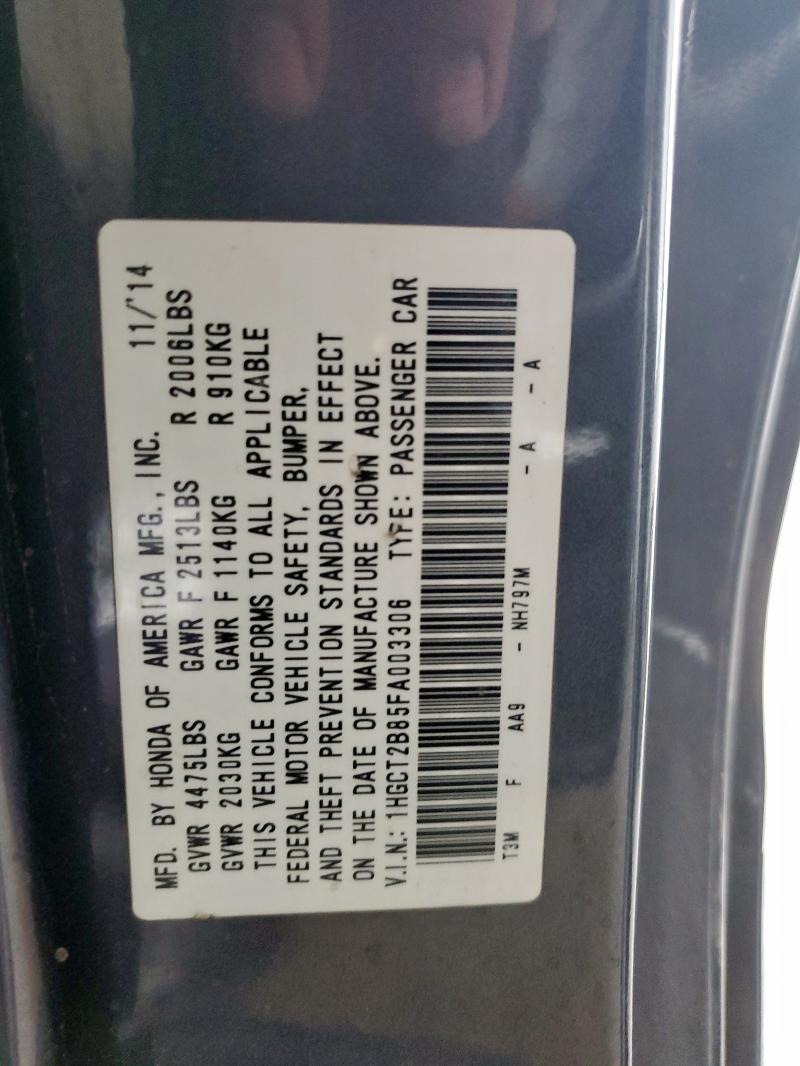 MFD. BY HONDA OF AMERICA MFG., INC. 11/'14
GVWR 4475LBS GAWR F 2513LBS R 2006LBS
GVWR 2030KG GAWR F 1140KG R 910KG
THIS VEHICLE CONFORMS TO ALL APPLICABLE
FEDERAL MOTOR VEHICLE SAFETY, BUMPER,
AND THEFT PREVENTION STANDARDS IN EFFECT
ON THE DATE OF MANUFACTURE SHOWN ABOVE.
V.I.N.: 1HGCT2B85FA003306 TYPE: PASSENGER CAR
T3M F AA9 - NH797M - A - A